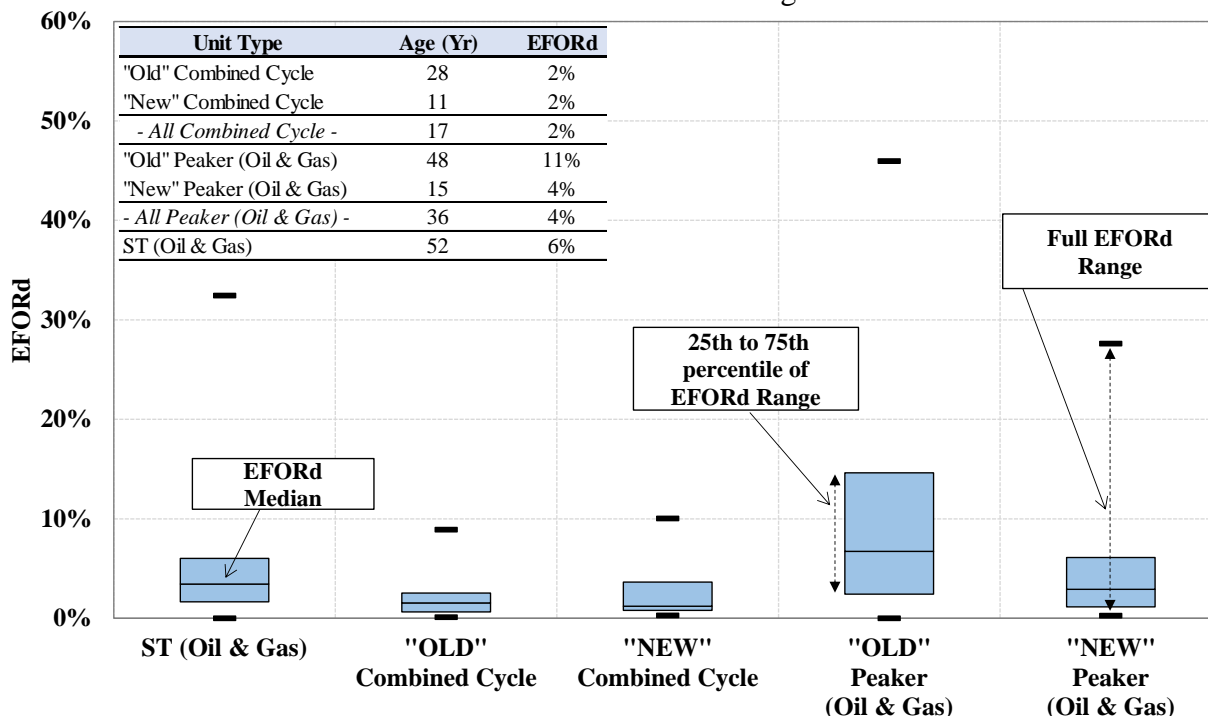 60%
Unit Type Age (Yr) EFORd
"Old" Combined Cycle 28 2%
"New" Combined Cycle 11 2%
- All Combined Cycle - 17 2%
"Old" Peaker (Oil & Gas) 48 11%
"New" Peaker (Oil & Gas) 15 4%
- All Peaker (Oil & Gas) - 36 4%
ST (Oil & Gas) 52 6%
50%
40%
30%
20%
10%
0%
EFORd
Full EFORd
Range
25th to 75th
percentile of
EFORd Range
EFORd
Median
ST (Oil & Gas)
"OLD"
Combined Cycle
"NEW"
Combined Cycle
"OLD"
Peaker
(Oil & Gas)
"NEW"
Peaker
(Oil & Gas)